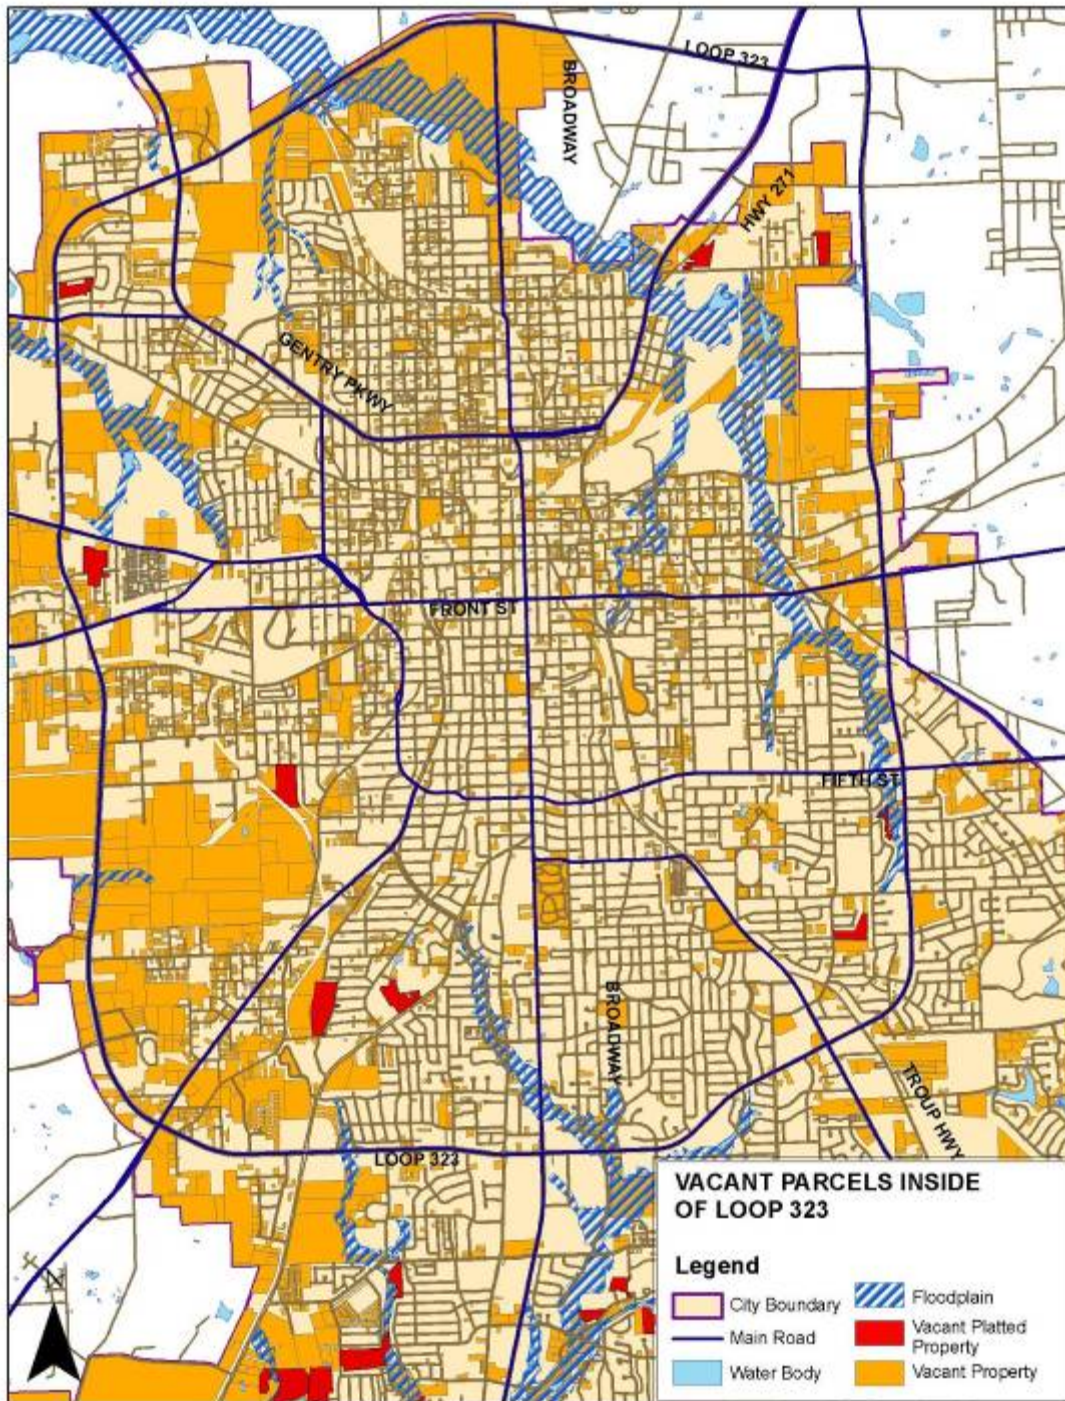 LOOP 323
BROADWAY
HWY 271
GENTRY PKWY
FRONT ST
FIFTH ST
BROADWAY
TROUP HWY
LOOP 323
VACANT PARCELS INSIDE
OF LOOP 323
Legend
City Boundary
Main Road
Water Body
Floodplain
Vacant Platted
Property
Vacant Property
N